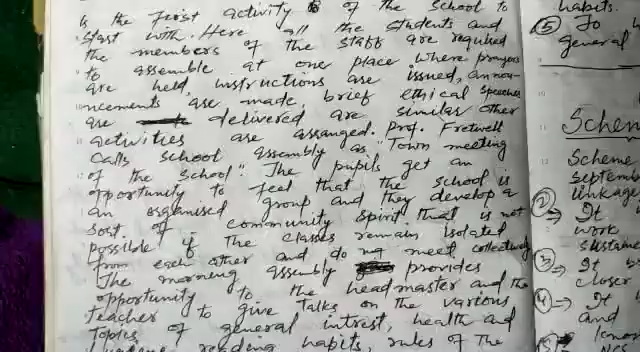 is the first activity of the school to
start with. Here all the students and
the members of the staff are required
to assemble at one place where prayers
are held, instructions are issued, annou-
ncements are made, brief ethical speeches
are delivered are similar other
activities are assanged. Prof. Fretwell
calls school assembly as "Town meeting
of the school". The pupils get an
opportunity to feel that the school is
an organised group and they develop a
sort of community spirit that is not
possible if the classes remain isolated
from each other and do not meet collectively
The morning assembly provides
opportunity to the headmaster and the
teacher to give talks on the various
topics of general intrest, health and
reading habits, rules of the
habits.
⑤ To
general
Schem
Scheme
septemb
linkage
② It
work
sustaine
③ ⇒ It
closer
④ ⇒ It
and
know
NCS